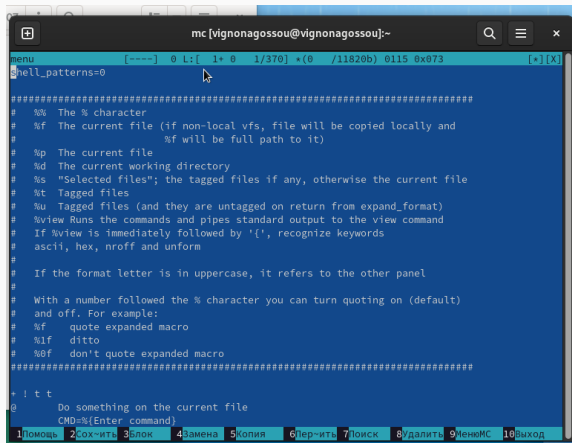 mc [vignonagossou@vignonagossou]:~
menu [----] 0 L:[ 1+ 0 1/370] *(0 /11820b) 0115 0x073 [*][X]
shell_patterns=0
###############################################################################
# %% The % character
# %f The current file (if non-local vfs, file will be copied locally and
# %f will be full path to it)
# %p The current file
# %d The current working directory
# %s "Selected files"; the tagged files if any, otherwise the current file
# %t Tagged files
# %u Tagged files (and they are untagged on return from expand_format)
# %view Runs the commands and pipes standard output to the view command
# If %view is immediately followed by '{', recognize keywords
# ascii, hex, nroff and unform
#
# If the format letter is in uppercase, it refers to the other panel
#
# With a number followed the % character you can turn quoting on (default)
# and off. For example:
# %f quote expanded macro
# %1f ditto
# %0f don't quote expanded macro
###############################################################################
+ ! t t
@ Do something on the current file
CMD=%{Enter command}
1Помощь 2Сох~ить 3Блок 4Замена 5Копия 6Пер~ить 7Поиск 8Удалить 9МенюMC 10Выход